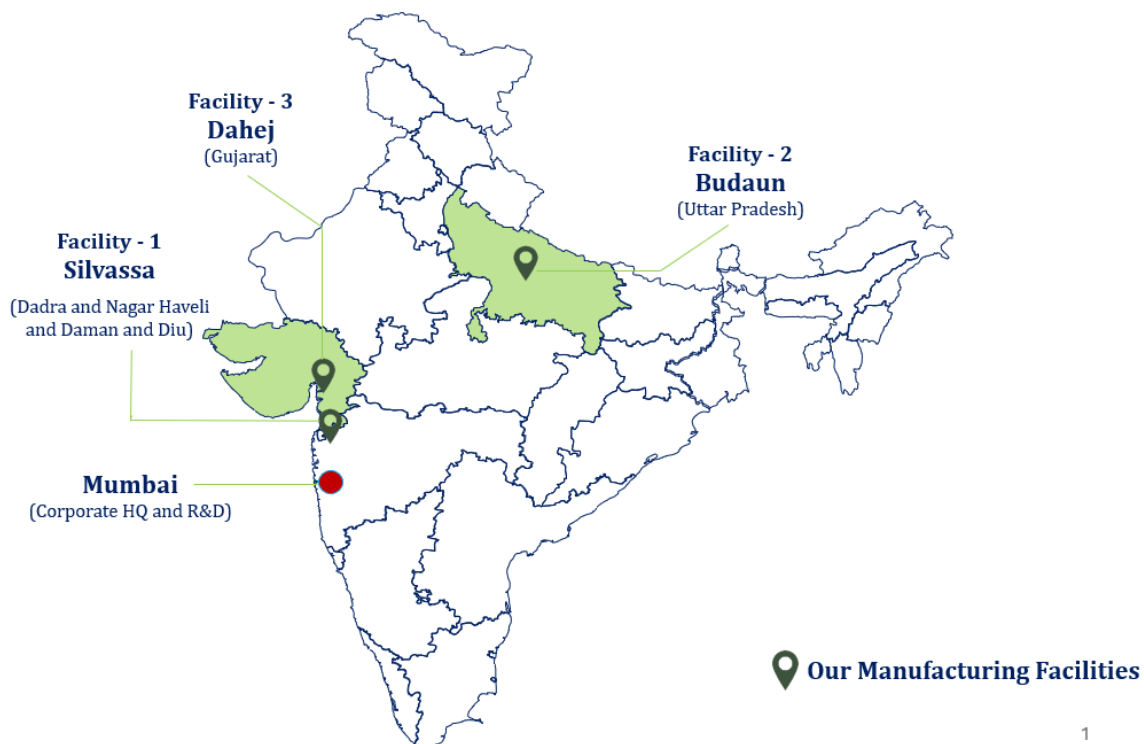 Facility - 3
Dahej
(Gujarat)
Facility - 2
Budaun
(Uttar Pradesh)
Facility - 1
Silvassa
(Dadra and Nagar Haveli
and Daman and Diu)
Mumbai
(Corporate HQ and R&D)
Our Manufacturing Facilities
1